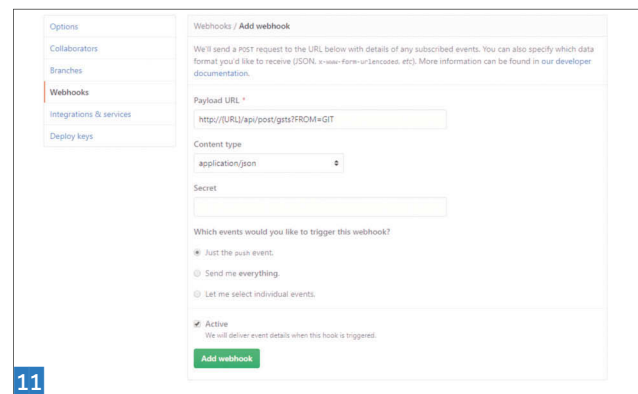 Options
Collaborators
Branches
Webhooks
Integrations & services
Deploy keys
Webhooks / Add webhook
We'll send a POST request to the URL below with details of any subscribed events. You can also specify which data
format you'd like to receive (JSON, x-www-form-urlencoded, etc). More information can be found in our developer
documentation.
Payload URL *
http://{URL}/api/post/gsts?FROM=GIT
Content type
application/json
Secret
Which events would you like to trigger this webhook?
Just the push event.
Send me everything.
Let me select individual events.
Active
We will deliver event details when this hook is triggered.
Add webhook
11